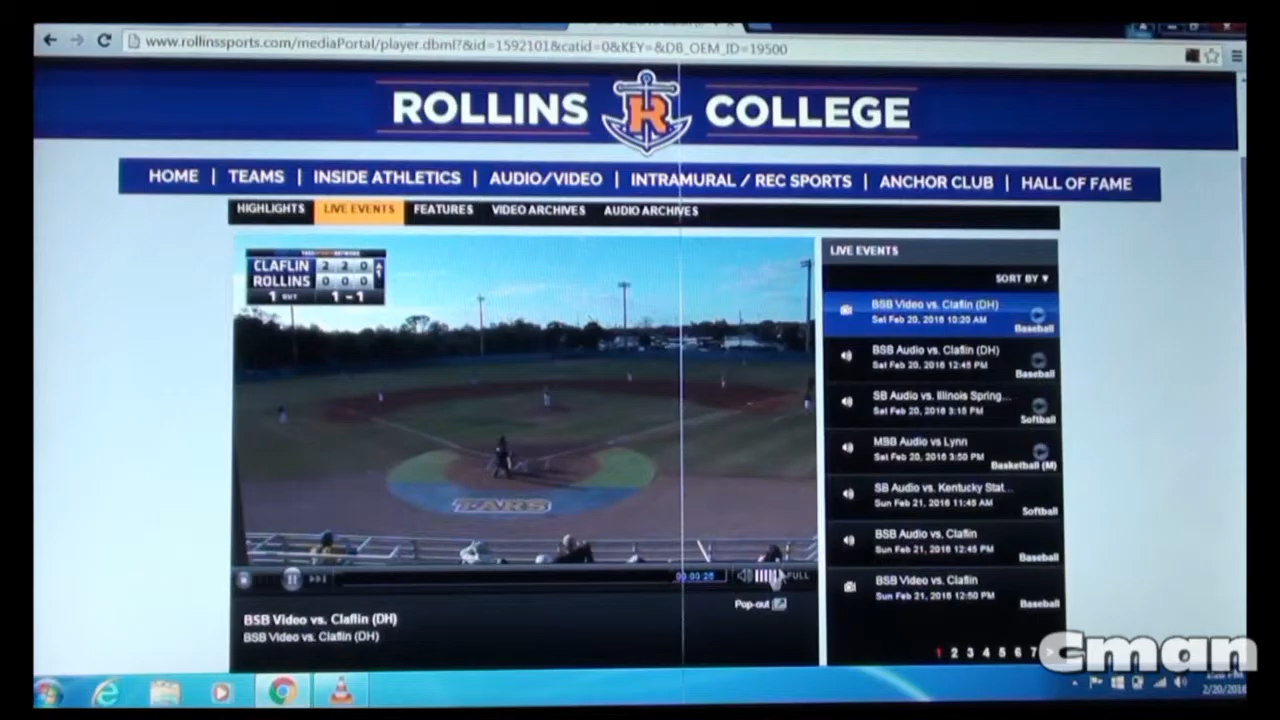 www.rollinssports.com/mediaPortal/player.dbml?&id=1592101&catid=0&KEY=&DB_OEM_ID=19500
ROLLINS R COLLEGE
HOME | TEAMS | INSIDE ATHLETICS | AUDIO/VIDEO | INTRAMURAL / REC SPORTS | ANCHOR CLUB | HALL OF FAME
HIGHLIGHTS LIVE EVENTS FEATURES VIDEO ARCHIVES AUDIO ARCHIVES
CLAFLIN 2 2 0
ROLLINS 0 0 0
1 OUT 1 - 1
TARS
00:00:26
FULL
Pop-out
BSB Video vs. Claflin (DH)
BSB Video vs. Claflin (DH)
LIVE EVENTS
SORT BY ▼
BSB Video vs. Claflin (DH)
Sat Feb 20, 2016 10:20 AM
Baseball
BSB Audio vs. Claflin (DH)
Sat Feb 20, 2016 12:45 PM
Baseball
SB Audio vs. Illinois Spring...
Sat Feb 20, 2016 3:15 PM
Softball
MBB Audio vs Lynn
Sat Feb 20, 2016 3:50 PM
Basketball (M)
SB Audio vs. Kentucky Stat...
Sun Feb 21, 2016 11:45 AM
Softball
BSB Audio vs. Claflin
Sun Feb 21, 2016 12:45 PM
Baseball
BSB Video vs. Claflin
Sun Feb 21, 2016 12:50 PM
Baseball
1 2 3 4 5 6 7
Cman
2/20/2016